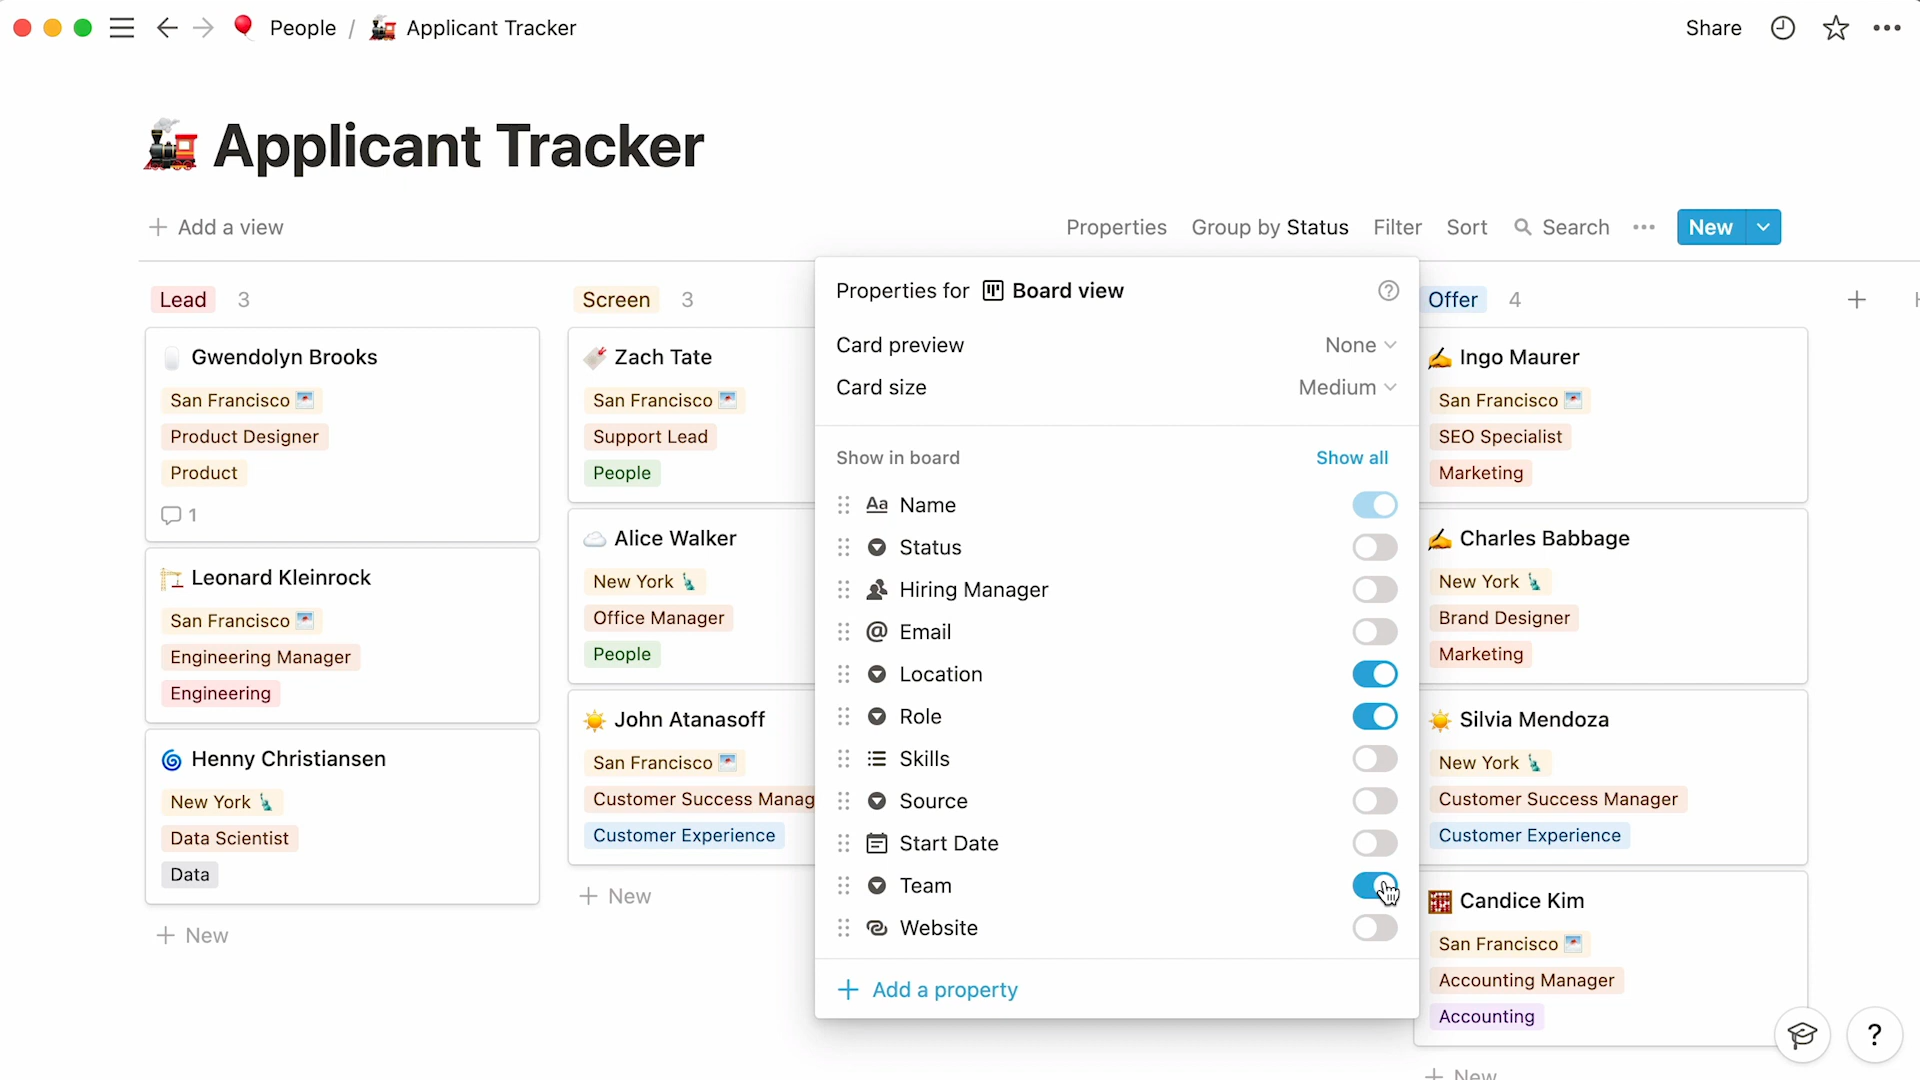 People / Applicant Tracker
Share
Applicant Tracker
+ Add a view
Properties Group by Status Filter Sort Search New
Lead 3
Gwendolyn Brooks
San Francisco
Product Designer
Product
1
Leonard Kleinrock
San Francisco
Engineering Manager
Engineering
Henny Christiansen
New York
Data Scientist
Data
+ New
Screen 3
Zach Tate
San Francisco
Support Lead
People
Alice Walker
New York
Office Manager
People
John Atanasoff
San Francisco
Customer Success Manag
Customer Experience
+ New
Properties for Board view ?
Card preview None
Card size Medium
Show in board Show all
Aa Name
Status
Hiring Manager
@ Email
Location
Role
Skills
Source
Start Date
Team
Website
+ Add a property
Offer 4 +
Ingo Maurer
San Francisco
SEO Specialist
Marketing
Charles Babbage
New York
Brand Designer
Marketing
Silvia Mendoza
New York
Customer Success Manager
Customer Experience
Candice Kim
San Francisco
Accounting Manager
Accounting
+ New
?